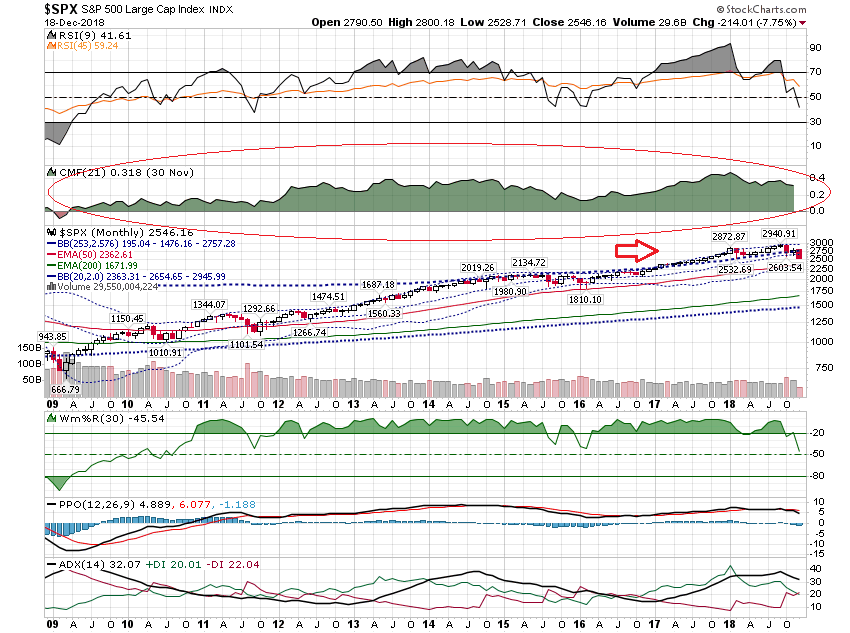 $SPX S&P 500 Large Cap Index INDX © StockCharts.com
18-Dec-2018 Open 2790.50 High 2800.18 Low 2528.71 Close 2546.16 Volume 29.6B Chg -214.01 (-7.75%)
RSI(9) 41.61
RSI(45) 59.24
90
70
50
30
10
CMF(21) 0.318 (30 Nov)
0.4
0.2
0.0
$SPX (Monthly) 2546.16
BB(253,2.576) 195.04 - 1476.16 - 2757.28
EMA(50) 2362.61
EMA(200) 1671.99
BB(20,2.0) 2363.31 - 2654.65 - 2945.99
Volume 29,550,004,224
2872.87 2940.91
2019.26 2134.72
2532.69 2603.54
1687.18
1980.90
1810.10
1344.07 1292.66 1474.51
1150.45 1560.33
943.85 1266.74
1010.91 1101.54
666.79
3000
2750
2500
2250
2000
1750
1500
1250
1000
750
150B
100B
50B
09 A J O 10 A J O 11 A J O 12 A J O 13 A J O 14 A J O 15 A J O 16 A J O 17 A J O 18 A J O
Wm%R(30) -45.54
-20
-50
-80
PPO(12,26,9) 4.889, 6.077, -1.188
10
5
0
-5
-10
-15
ADX(14) 32.07 +DI 20.01 -DI 22.04
40
30
20
10
09 A J O 10 A J O 11 A J O 12 A J O 13 A J O 14 A J O 15 A J O 16 A J O 17 A J O 18 A J O